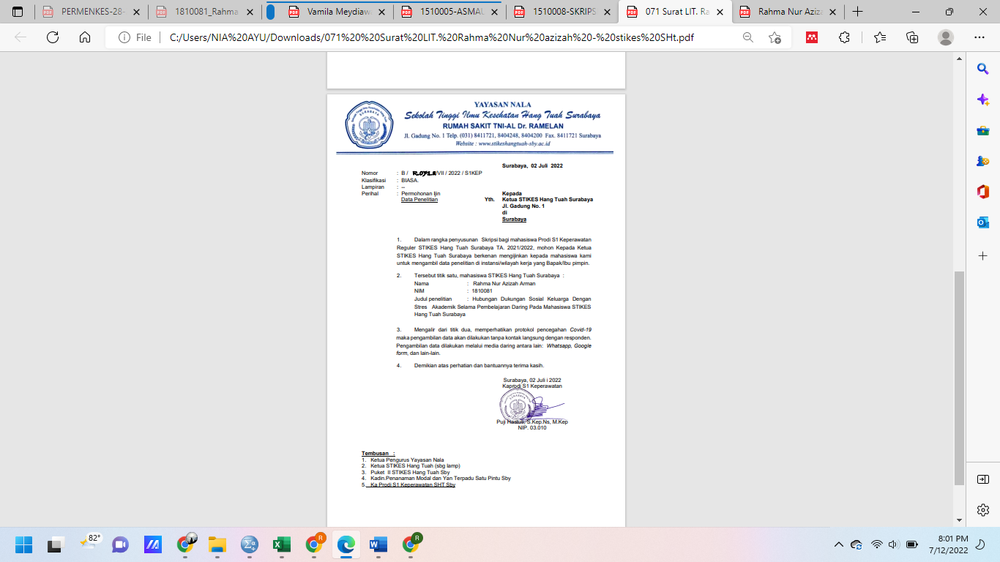 PERMENKES-28-
1810081_Rahma
Vamila Meydiaw
1510005-ASMAU
1510008-SKRIPS
071 Surat LIT. Ra
Rahma Nur Aziza
File
C:/Users/NIA%20AYU/Downloads/071%20%20Surat%20LIT.%20Rahma%20Nur%20azizah%20-%20stikes%20SHt.pdf
YAYASAN NALA
Sekolah Tinggi Ilmu Kesehatan Hang Tuah Surabaya
RUMAH SAKIT TNI-AL Dr. RAMELAN
Jl. Gadung No. 1 Telp. (031) 8411721, 8404248, 8404200 Fax. 8411721 Surabaya
Website : www.stikeshangtuah-sby.ac.id
SURABAYA
Surabaya, 02 Juli 2022
Nomor : B / /VII / 2022 / S1KEP
Klasifikasi : BIASA.
Lampiran : --
Perihal : Permohonan Ijin
Data Penelitian
Kepada
Yth. Ketua STIKES Hang Tuah Surabaya
Jl. Gadung No. 1
di
Surabaya
1. Dalam rangka penyusunan Skripsi bagi mahasiswa Prodi S1 Keperawatan
Reguler STIKES Hang Tuah Surabaya TA. 2021/2022, mohon Kepada Ketua
STIKES Hang Tuah Surabaya berkenan mengijinkan kepada mahasiswa kami
untuk mengambil data penelitian di instansi/wilayah kerja yang Bapak/Ibu pimpin.
2. Tersebut titik satu, mahasiswa STIKES Hang Tuah Surabaya :
Nama : Rahma Nur Azizah Arman
NIM : 1810081
Judul penelitian : Hubungan Dukungan Sosial Keluarga Dengan
Stres Akademik Selama Pembelajaran Daring Pada Mahasiswa STIKES
Hang Tuah Surabaya
3. Mengalir dari titik dua, memperhatikan protokol pencegahan Covid-19
maka pengambilan data akan dilakukan tanpa kontak langsung dengan responden.
Pengambilan data dilakukan melalui media daring antara lain: Whatsapp, Google
form, dan lain-lain.
4. Demikian atas perhatian dan bantuannya terima kasih.
Surabaya, 02 Juli i 2022
Kaprodi S1 Keperawatan
Puji Hastuti, S.Kep.Ns, M.Kep
NIP. 03.010
Tembusan :
1. Ketua Pengurus Yayasan Nala
2. Ketua STIKES Hang Tuah (sbg lamp)
3. Puket II STIKES Hang Tuah Sby
4. Kadin.Penanaman Modal dan Yan Terpadu Satu Pintu Sby
5. Ka Prodi S1 Keperawatan SHT Sby
82°
8:01 PM
7/12/2022